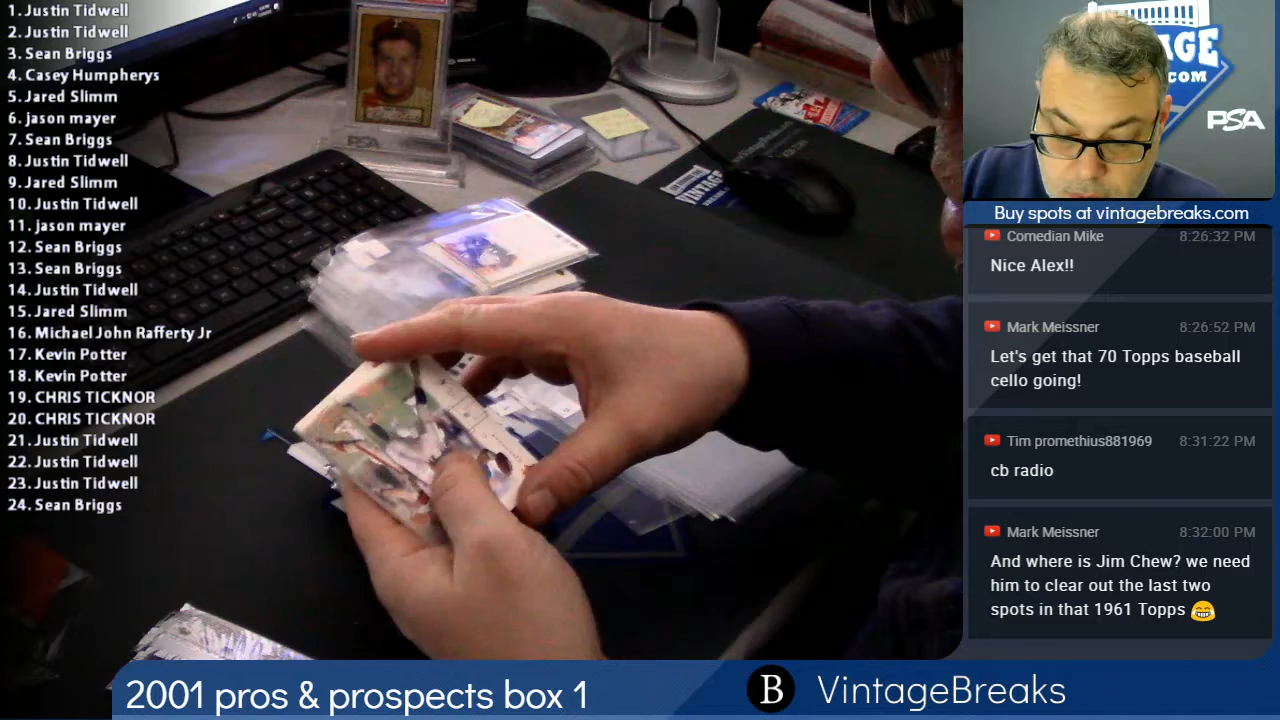 1. Justin Tidwell
2. Justin Tidwell
3. Sean Briggs
4. Casey Humpherys
5. Jared Slimm
6. jason mayer
7. Sean Briggs
8. Justin Tidwell
9. Jared Slimm
10. Justin Tidwell
11. jason mayer
12. Sean Briggs
13. Sean Briggs
14. Justin Tidwell
15. Jared Slimm
16. Michael John Rafferty Jr
17. Kevin Potter
18. Kevin Potter
19. CHRIS TICKNOR
20. CHRIS TICKNOR
21. Justin Tidwell
22. Justin Tidwell
23. Justin Tidwell
24. Sean Briggs
PSA
VINTAGE
AGE
.COM
PSA
Buy spots at vintagebreaks.com
Comedian Mike 8:26:32 PM
Nice Alex!!
Mark Meissner 8:26:52 PM
Let's get that 70 Topps baseball
cello going!
Tim promethius881969 8:31:22 PM
cb radio
Mark Meissner 8:32:00 PM
And where is Jim Chew? we need
him to clear out the last two
spots in that 1961 Topps 😂
2001 pros & prospects box 1
B VintageBreaks